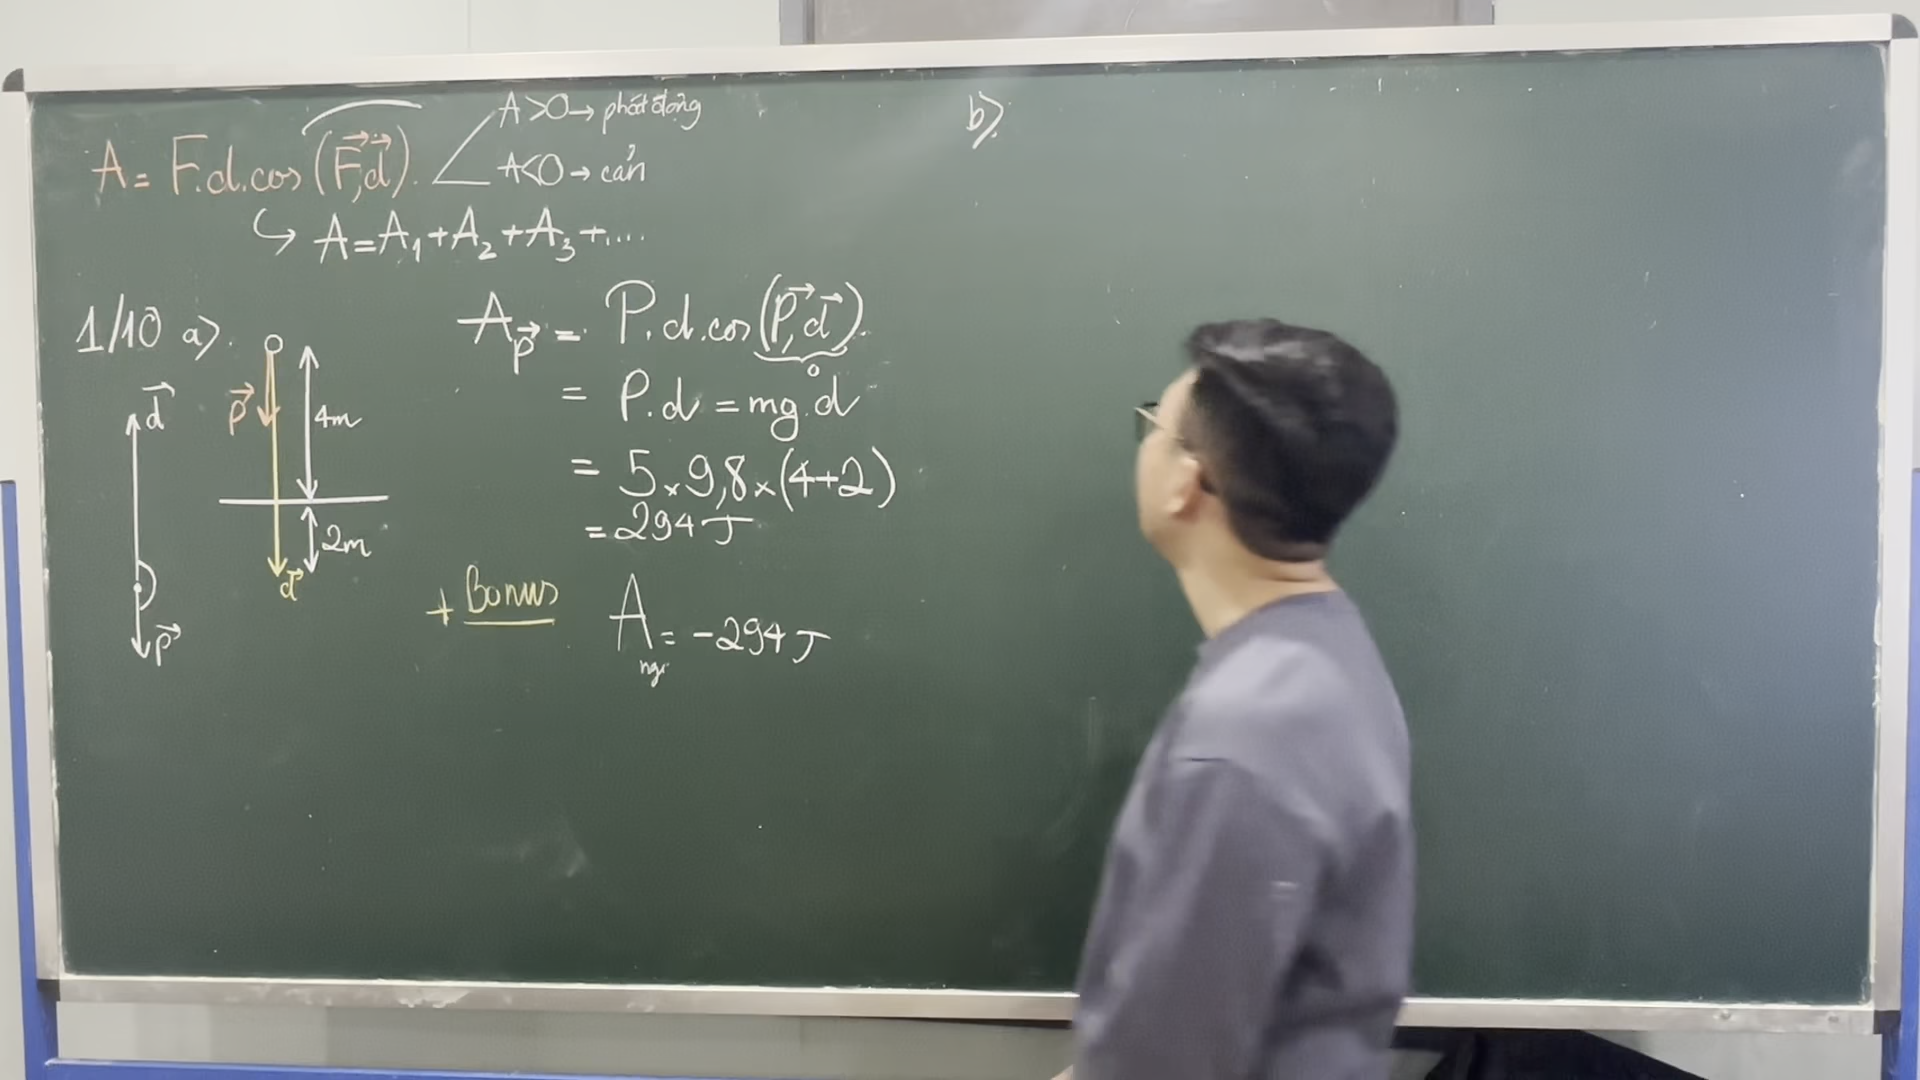 A = F.d.cos (F⃗,d⃗).
A > 0 → phát động
A < 0 → cản
↪ A = A₁ + A₂ + A₃ + ....
1/10 a).
d⃗
P⃗
P⃗
4m
2m
d⃗
A_P⃗ = P.d.cos (P⃗,d⃗).
0
= P.d = mg.d
= 5 × 9,8 × (4+2)
= 294 J
+ Bonus
A = -294 J
b).